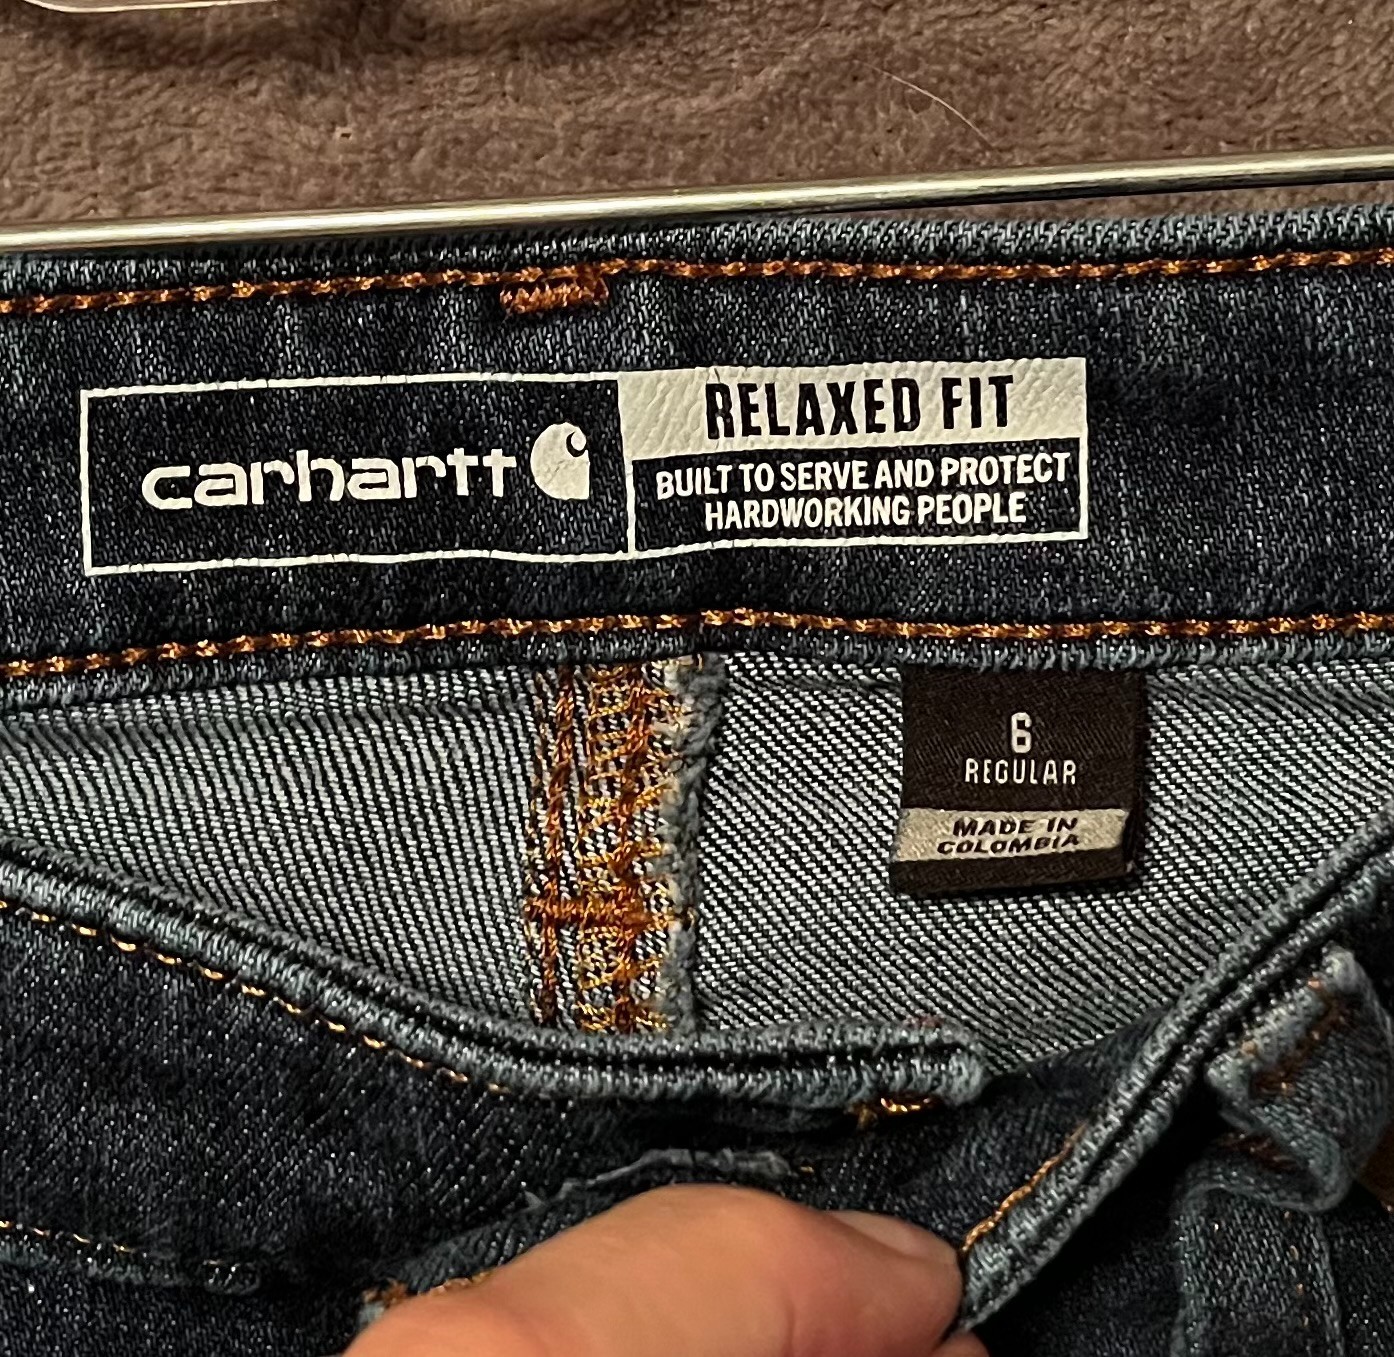 carhartt
RELAXED FIT
BUILT TO SERVE AND PROTECT
HARDWORKING PEOPLE
6
REGULAR
MADE IN
COLOMBIA